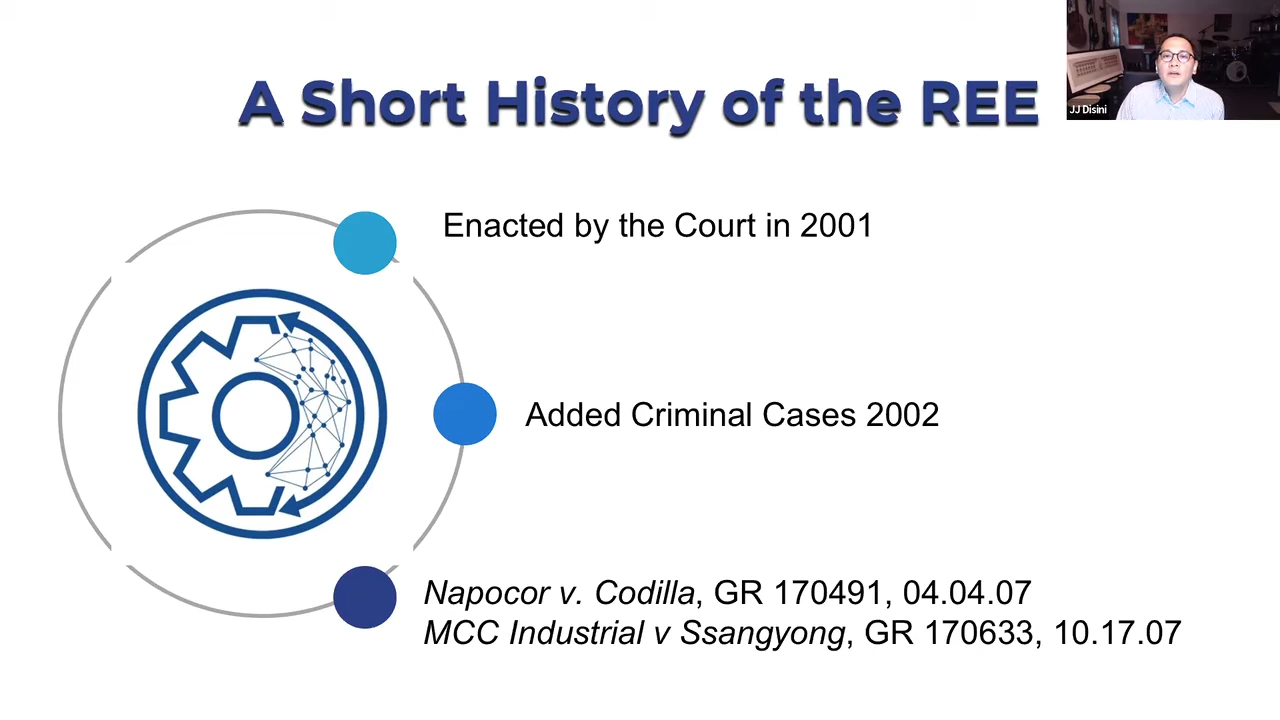 A Short History of the REE
JJ Disini
Enacted by the Court in 2001
Added Criminal Cases 2002
Napocor v. Codilla, GR 170491, 04.04.07
MCC Industrial v Ssangyong, GR 170633, 10.17.07